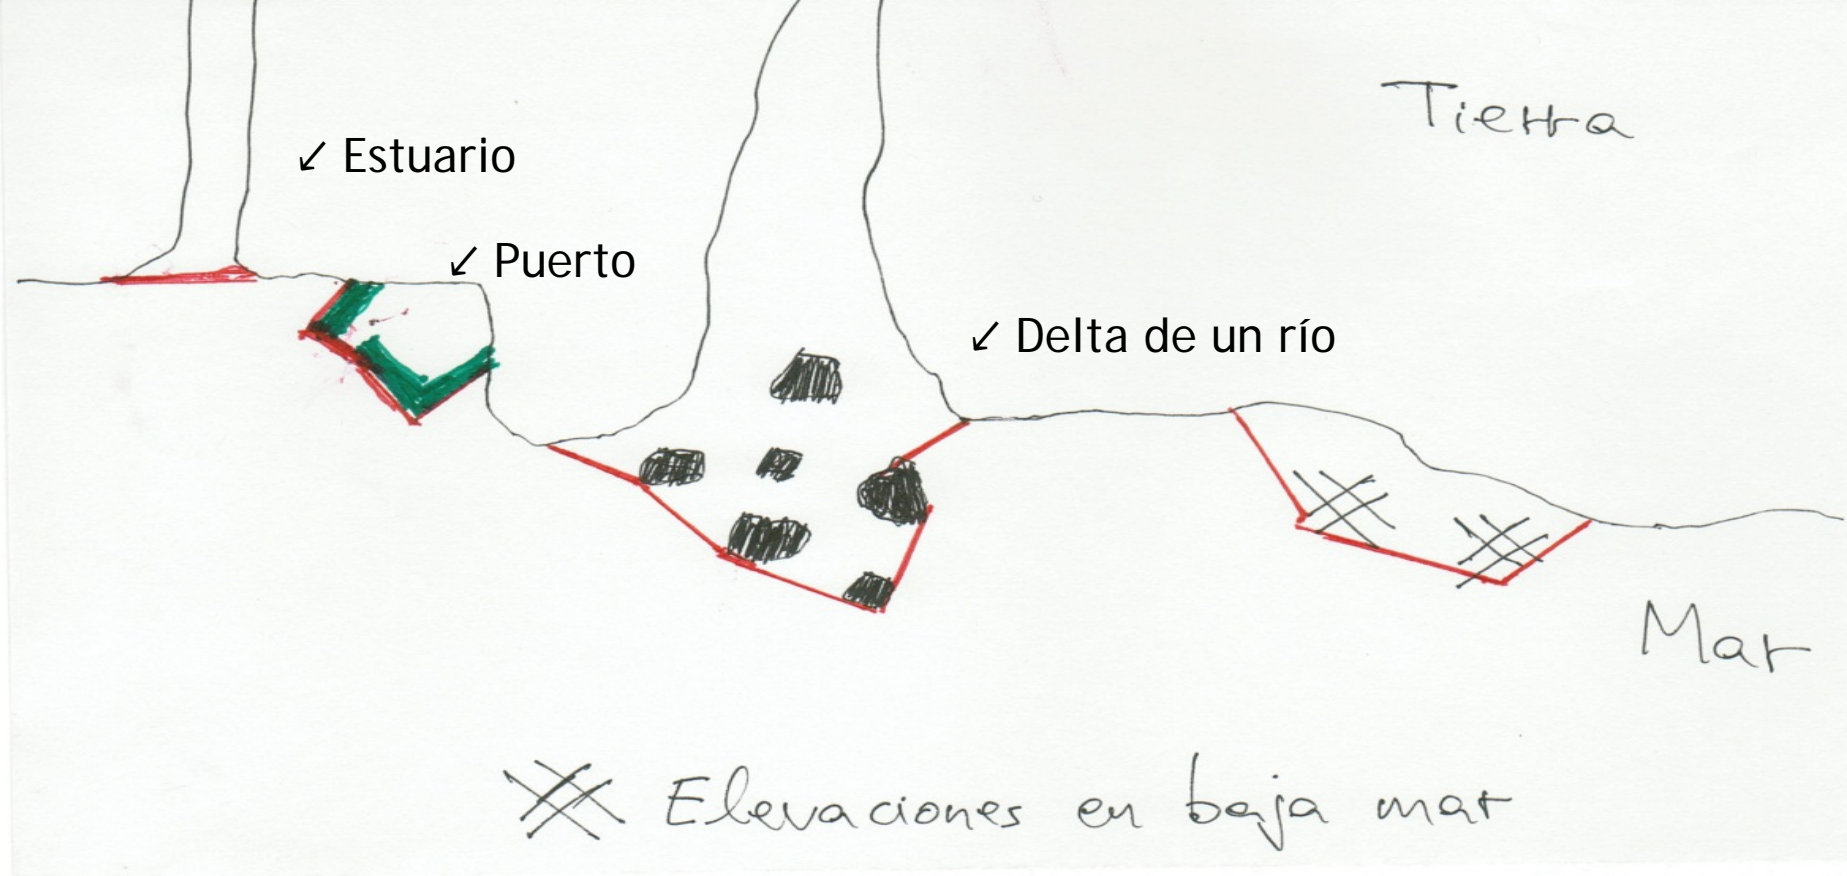 Tierra
↙ Estuario
↙ Puerto
↙ Delta de un río
Mar
Elevaciones en baja mar